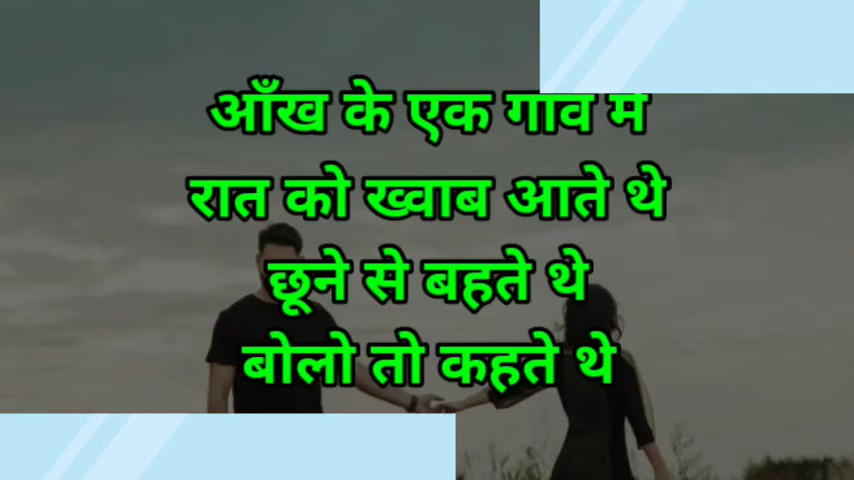 आँख के एक गांव में
रात को ख्वाब आते थे
छूने से बहते थे
बोलो तो कहते थे